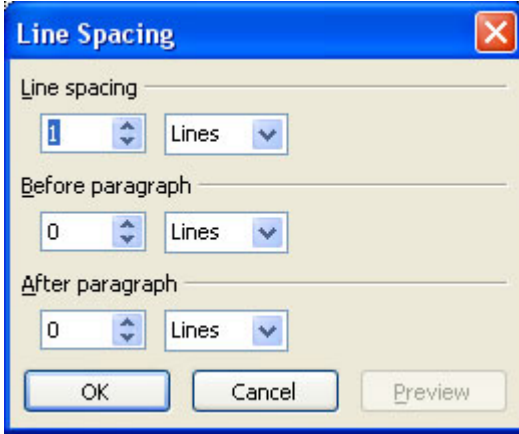 Line Spacing
Line spacing
1 Lines
Before paragraph
0 Lines
After paragraph
0 Lines
OK Cancel Preview